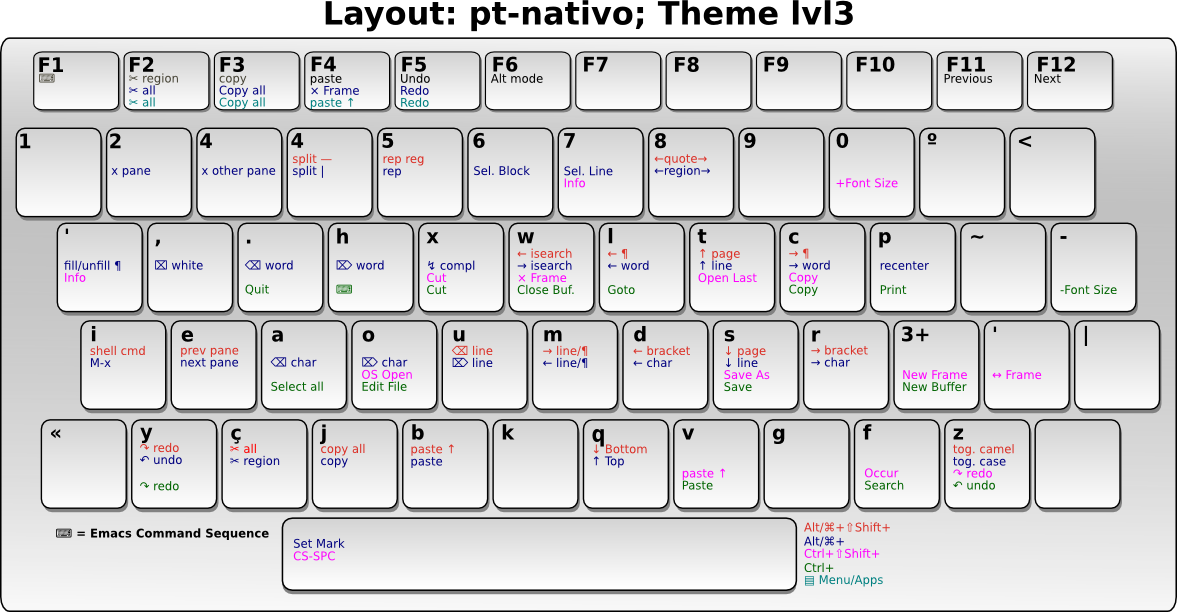 Layout: pt-nativo; Theme lvl3
F1
⌨
F2
✂ region
✂ all
✂ all
F3
copy
Copy all
Copy all
F4
paste
× Frame
paste ↑
F5
Undo
Redo
Redo
F6
Alt mode
F7
F8
F9
F10
F11
Previous
F12
Next
1
2
x pane
4
x other pane
4
split —
split |
5
rep reg
rep
6
Sel. Block
7
Sel. Line
Info
8
←quote→
←region→
9
0
+Font Size
º
<
'
fill/unfill ¶
Info
,
⌧ white
.
⌫ word
Quit
h
⌦ word
⌨
x
↯ compl
Cut
Cut
w
← isearch
→ isearch
× Frame
Close Buf.
l
← ¶
← word
Goto
t
↑ page
↑ line
Open Last
c
→ ¶
→ word
Copy
Copy
p
recenter
Print
~
-
-Font Size
i
shell cmd
M-x
e
prev pane
next pane
a
⌫ char
Select all
o
⌦ char
OS Open
Edit File
u
⌫ line
⌦ line
m
→ line/¶
← line/¶
d
← bracket
← char
s
↓ page
↓ line
Save As
Save
r
→ bracket
→ char
3+
New Frame
New Buffer
'
↔ Frame
|
«
y
↷ redo
↶ undo
↷ redo
ç
✂ all
✂ region
j
copy all
copy
b
paste ↑
paste
k
q
↓ Bottom
↑ Top
v
paste ↑
Paste
g
f
Occur
Search
z
tog. camel
tog. case
↷ redo
↶ undo
⌨ = Emacs Command Sequence
Set Mark
CS-SPC
Alt/⌘+⇧Shift+
Alt/⌘+
Ctrl+⇧Shift+
Ctrl+
▤ Menu/Apps